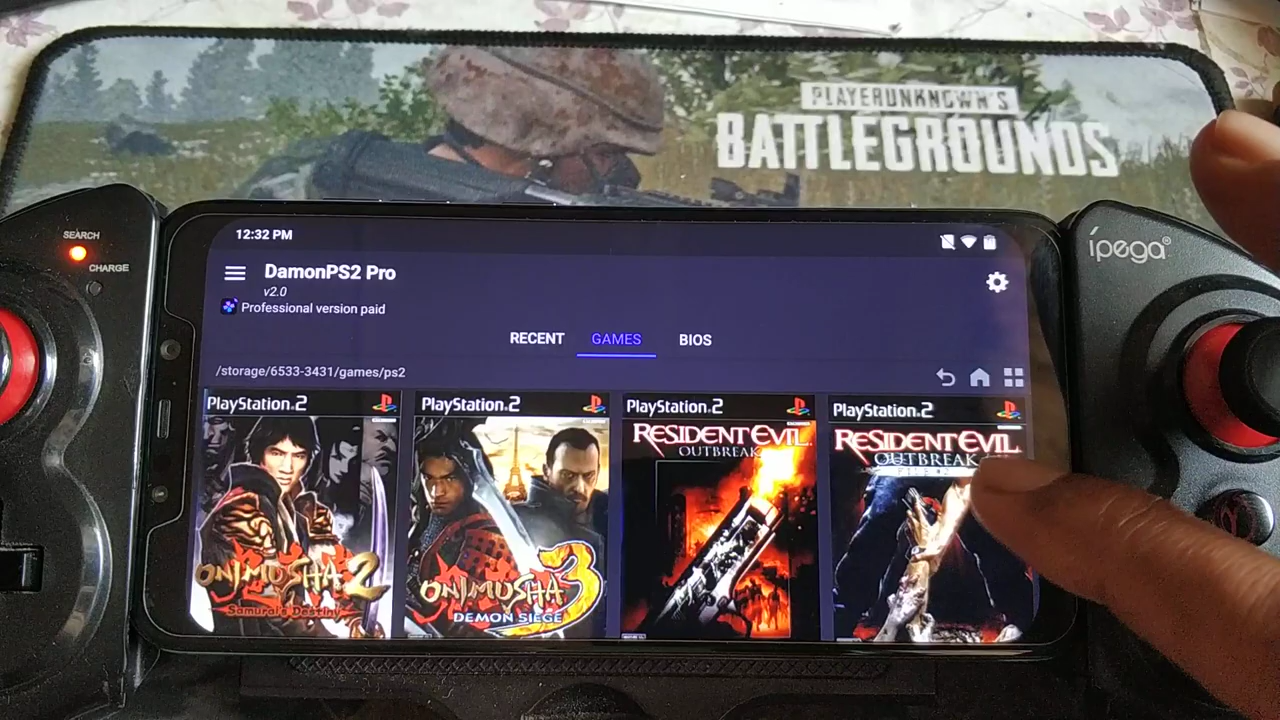 PLAYERUNKNOWN'S
BATTLEGROUNDS
SEARCH
CHARGE
ípega®
12:32 PM
DamonPS2 Pro
v2.0
Professional version paid
RECENT GAMES BIOS
/storage/6533-3431/games/ps2
PlayStation.2
ONIMUSHA 2
Samurai's Destiny
PlayStation.2
ONIMUSHA 3
DEMON SIEGE
PlayStation.2
RESIDENT EVIL
OUTBREAK
PlayStation.2
RESIDENT EVIL
OUTBREAK